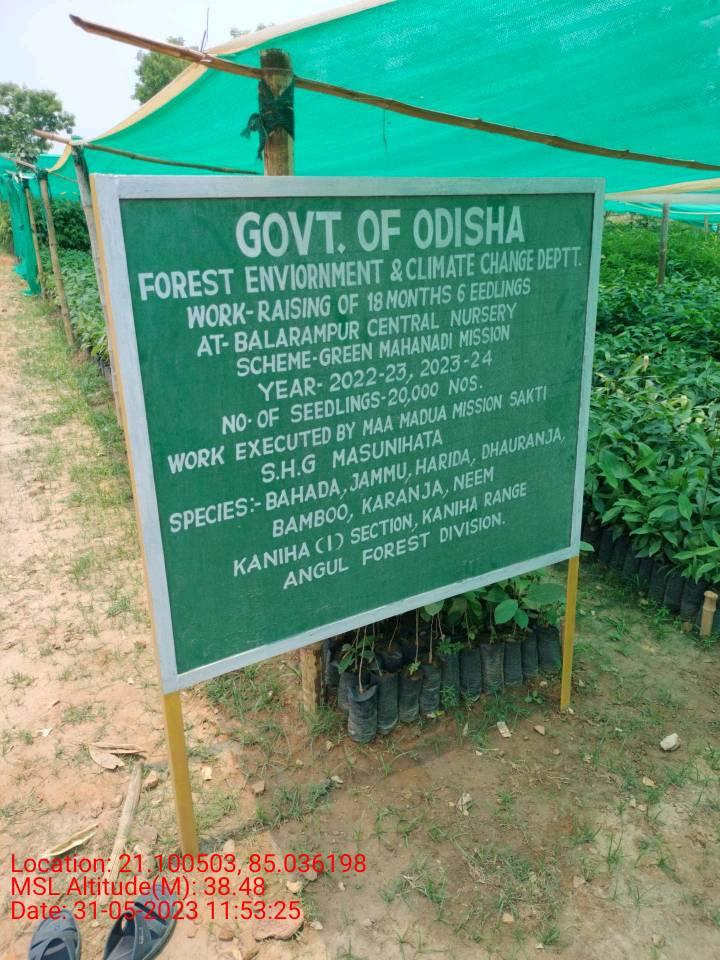 GOVT. OF ODISHA
FOREST ENVIORNMENT & CLIMATE CHANGE DEPTT.
WORK-RAISING OF 18 MONTHS 6 EEDLINGS
AT- BALARAMPUR CENTRAL NURSERY
SCHEME-GREEN MAHANADI MISSION
YEAR- 2022-23, 2023-24
NO- OF SEEDLINGS-20,000 NOS.
WORK EXECUTED BY MAA MADUA MISSION SAKTI
S.H.G MASUNIHATA
SPECIES:- BAHADA, JAMMU, HARIDA, DHAURANJA,
BAMBOO, KARANJA, NEEM
KANIHA (1) SECTION, KANIHA RANGE
ANGUL FOREST DIVISION.
Location: 21.100503, 85.036198
MSL Altitude(M): 38.48
Date: 31-05-2023 11:53:25